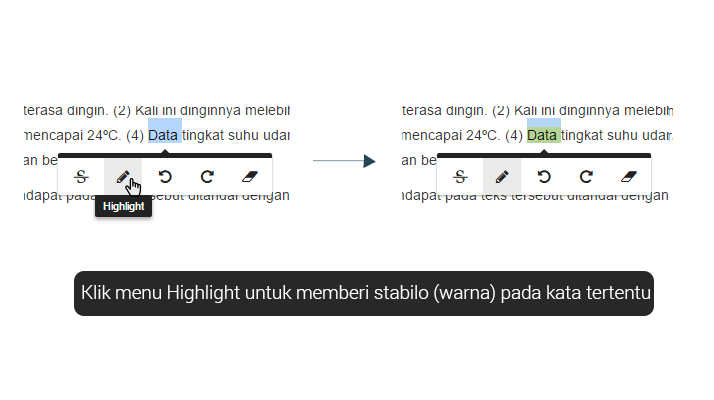 terasa dingin. (2) Kali ini dinginnya melebih
mencapai 24°C. (4) Data tingkat suhu udar
an be
dapat pada teks tersebut ditandai dengan
Highlight
terasa dingin. (2) Kali ini dinginnya melebih
mencapai 24°C. (4) Data tingkat suhu udar
an be
dapat pada teks tersebut ditandai dengan
Klik menu Highlight untuk memberi stabilo (warna) pada kata tertentu